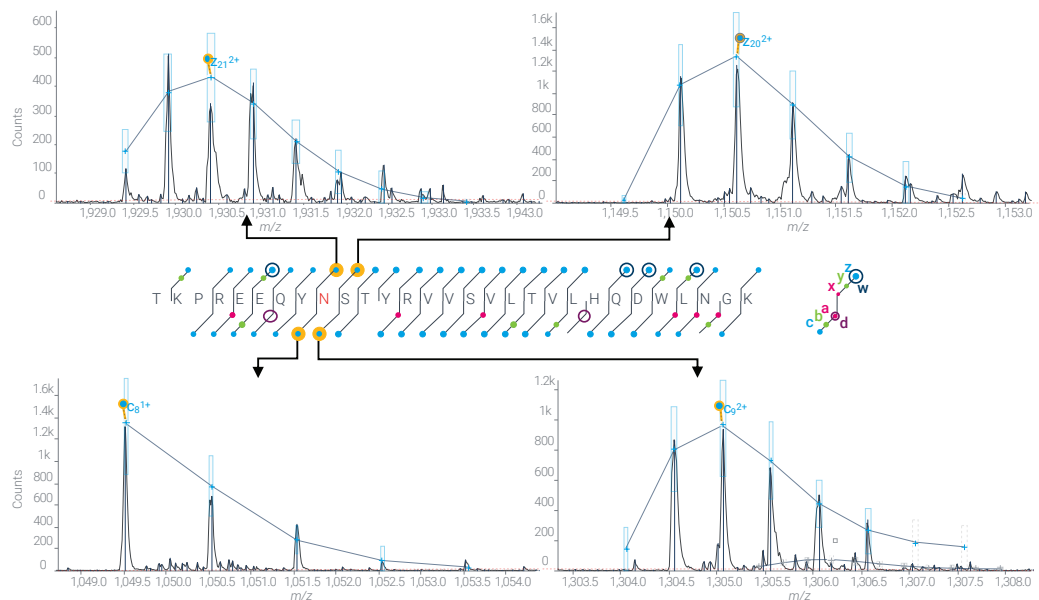 600
500
400
300
200
100
0
Counts
z21 2+
1,929.0 1,929.5 1,930.0 1,930.5 1,931.0 1,931.5 1,932.0 1,932.5 1,933.0 1,933.5 1,943.0
m/z
1.6k
1.4k
1.2k
1k
800
600
400
200
0
z20 2+
1,149.5 1,150.0 1,150.5 1,151.0 1,151.5 1,152.0 1,152.5 1,153.0
m/z
T K P R E E Q Y N S T Y R V V S V L T V L H Q D W L N G K
z
y
w
x
a
b
d
c
1.6k
1.4k
1.2k
1k
800
600
400
200
0
Counts
c8 1+
1,049.0 1,049.5 1,050.0 1,050.5 1,051.0 1,051.5 1,052.0 1,052.5 1,053.0 1,053.5 1,054.0
m/z
1.2k
1k
800
600
400
200
0
c9 2+
1,303.5 1,304.0 1,304.5 1,305.0 1,305.5 1,306.0 1,306.5 1,307.0 1,307.5 1,308.0
m/z